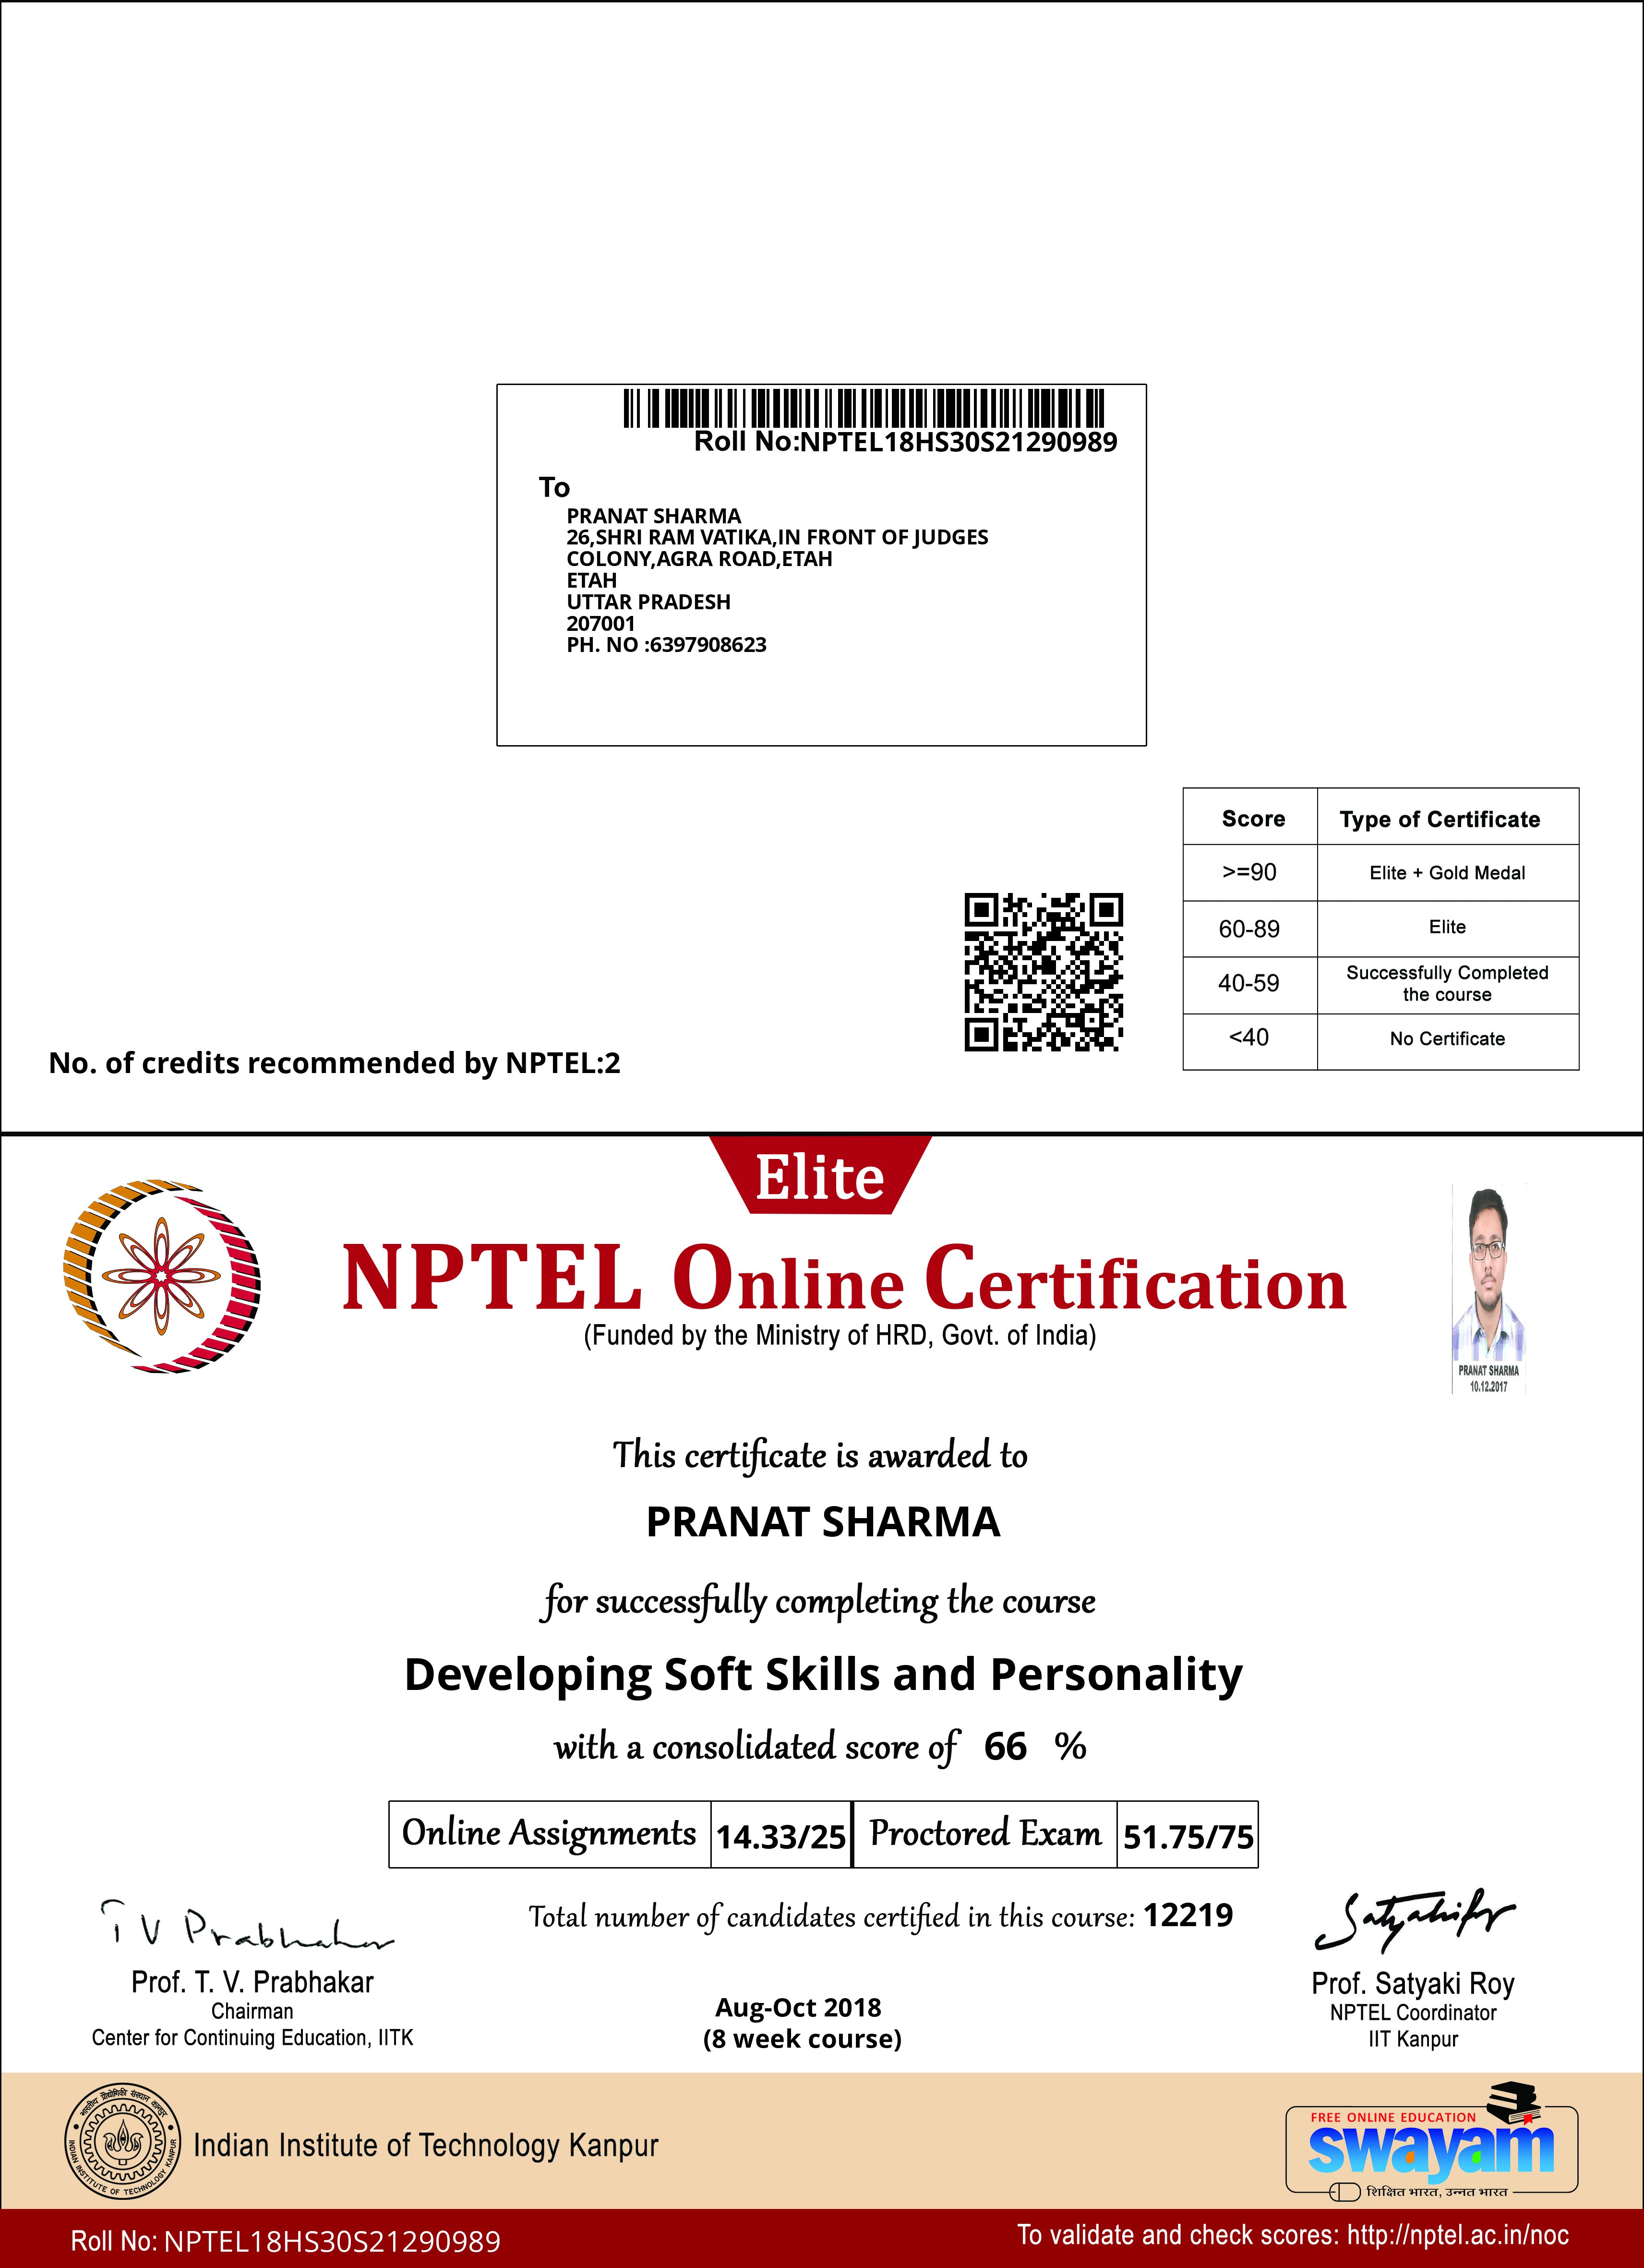 Roll No:NPTEL18HS30S21290989
To
PRANAT SHARMA
26,SHRI RAM VATIKA,IN FRONT OF JUDGES
COLONY,AGRA ROAD,ETAH
ETAH
UTTAR PRADESH
207001
PH. NO :6397908623
Score Type of Certificate
>=90 Elite + Gold Medal
60-89 Elite
40-59 Successfully Completed
the course
<40 No Certificate
No. of credits recommended by NPTEL:2
Elite
NPTEL Online Certification
(Funded by the Ministry of HRD, Govt. of India)
PRANAT SHARMA
10.12.2017
This certificate is awarded to
PRANAT SHARMA
for successfully completing the course
Developing Soft Skills and Personality
with a consolidated score of 66 %
Online Assignments 14.33/25 Proctored Exam 51.75/75
Total number of candidates certified in this course: 12219
T V Prabhakar
Prof. T. V. Prabhakar
Chairman
Center for Continuing Education, IITK
Aug-Oct 2018
(8 week course)
Prof. Satyaki Roy
NPTEL Coordinator
IIT Kanpur
भारतीय प्रौद्योगिकी संस्थान कानपुर
INDIAN INSTITUTE OF TECHNOLOGY KANPUR
Indian Institute of Technology Kanpur
FREE ONLINE EDUCATION
swayam
शिक्षित भारत, उन्नत भारत
Roll No: NPTEL18HS30S21290989
To validate and check scores: http://nptel.ac.in/noc